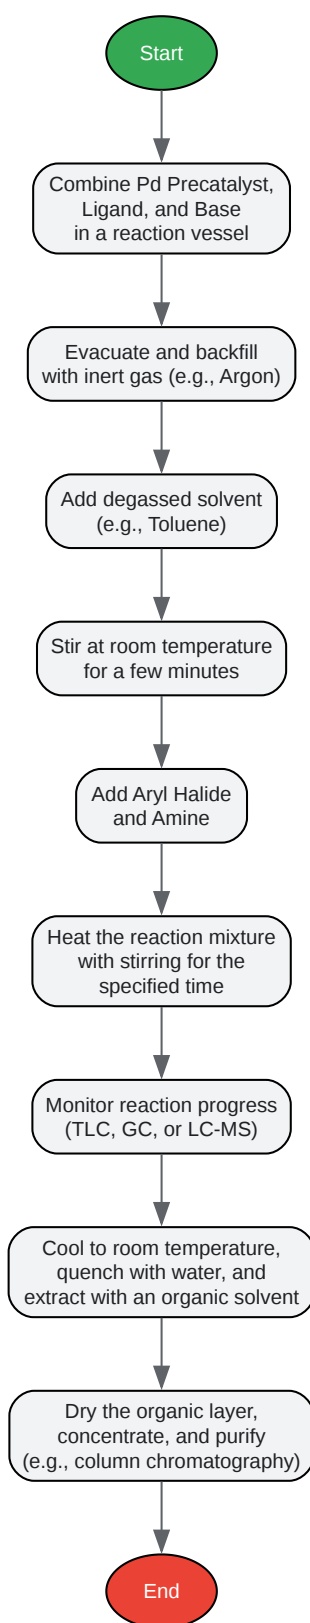 Start
Combine Pd Precatalyst,
Ligand, and Base
in a reaction vessel
Evacuate and backfill
with inert gas (e.g., Argon)
Add degassed solvent
(e.g., Toluene)
Stir at room temperature
for a few minutes
Add Aryl Halide
and Amine
Heat the reaction mixture
with stirring for the
specified time
Monitor reaction progress
(TLC, GC, or LC-MS)
Cool to room temperature,
quench with water, and
extract with an organic solvent
Dry the organic layer,
concentrate, and purify
(e.g., column chromatography)
End